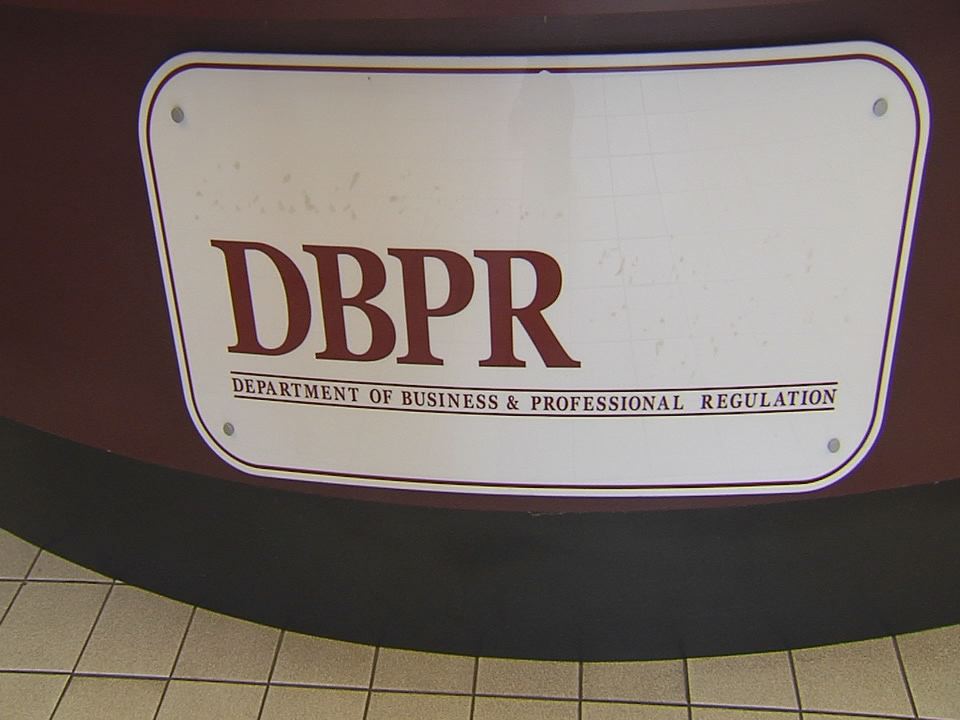 DBPR
DEPARTMENT OF BUSINESS & PROFESSIONAL REGULATION